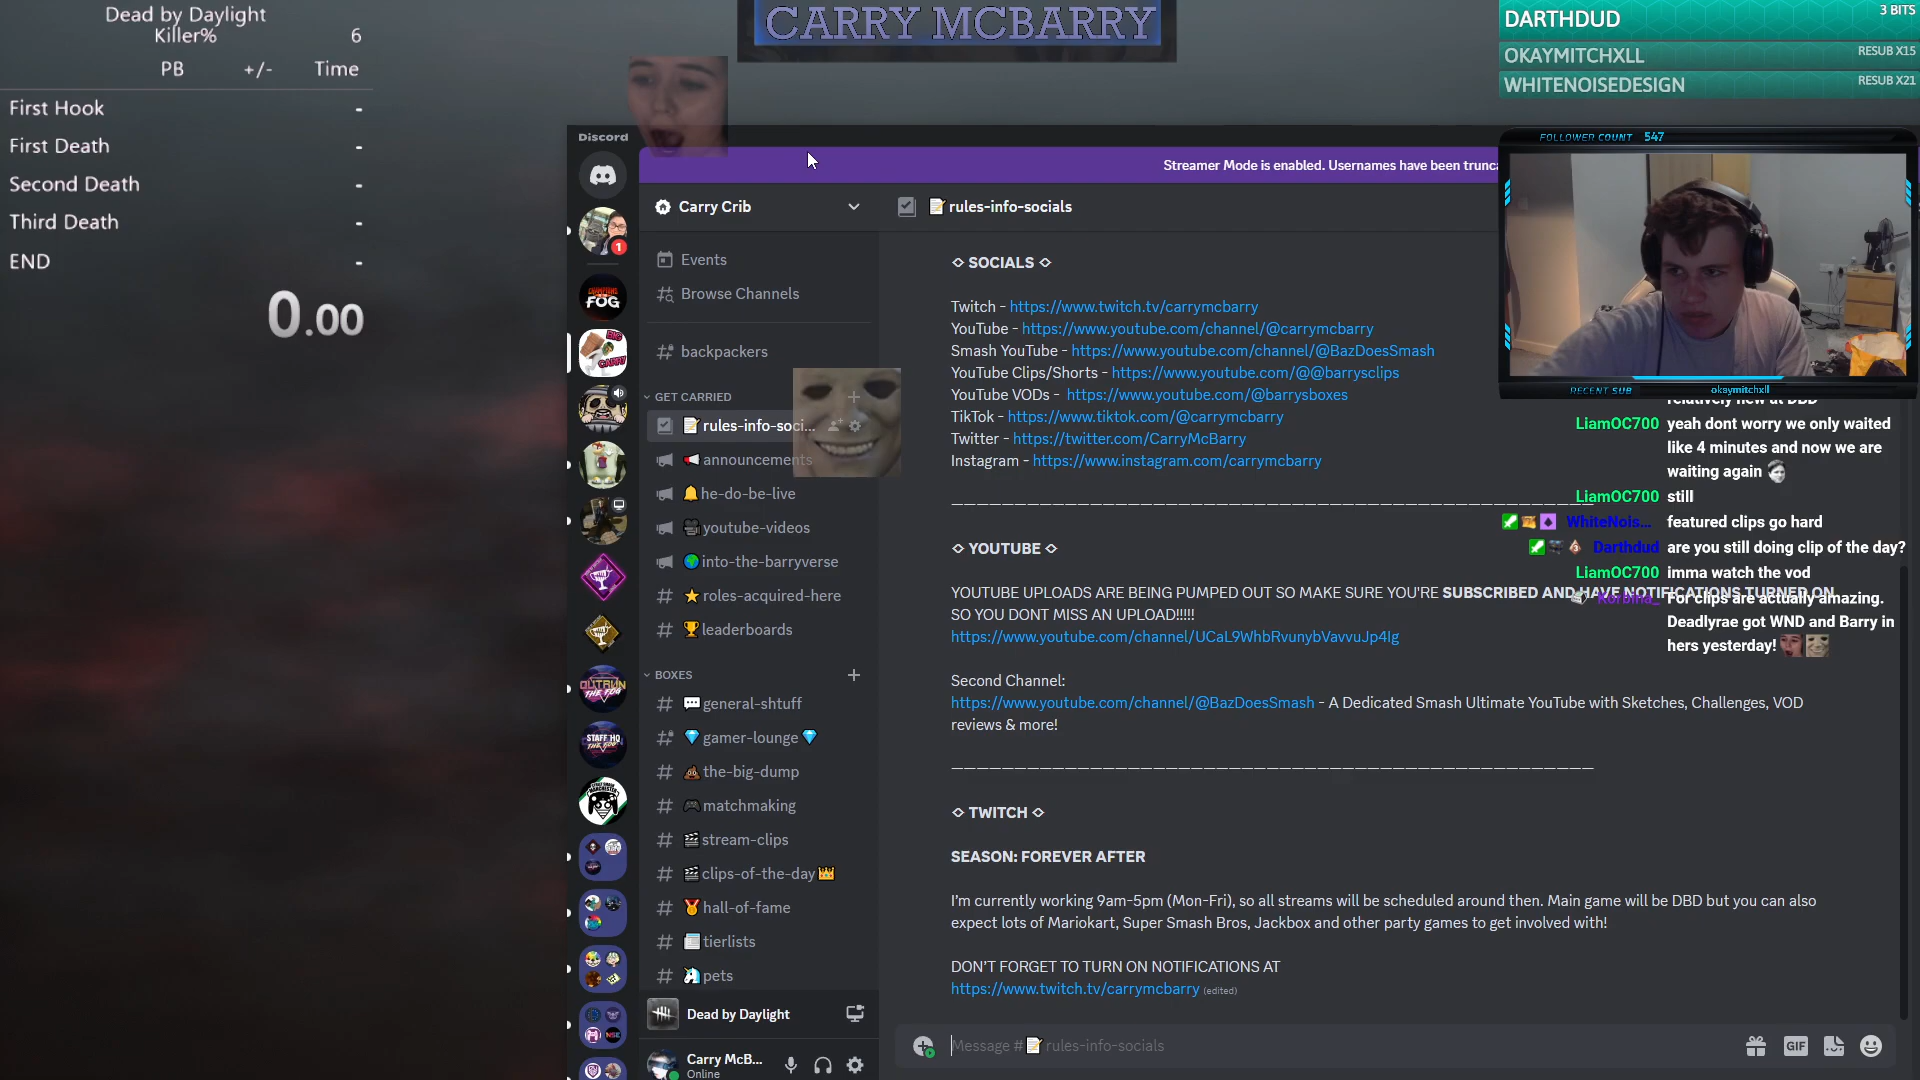 Dead by Daylight
Killer% 6
PB +/- Time
First Hook -
First Death -
Second Death -
Third Death -
END -
0.00
CARRY MCBARRY
DARTHDUD 3 BITS
OKAYMITCHXLL RESUB X15
WHITENOISEDESIGN RESUB X21
FOLLOWER COUNT 547
RECENT SUB okaymitchxll
Discord
Streamer Mode is enabled. Usernames have been trunca
Carry Crib
rules-info-socials
1
Events
Browse Channels
backpackers
GET CARRIED
rules-info-soci...
announcements
he-do-be-live
youtube-videos
into-the-barryverse
roles-acquired-here
leaderboards
BOXES
general-shtuff
gamer-lounge
the-big-dump
matchmaking
stream-clips
clips-of-the-day
hall-of-fame
tierlists
pets
Dead by Daylight
Carry McB...
Online
SOCIALS
Twitch - https://www.twitch.tv/carrymcbarry
YouTube - https://www.youtube.com/channel/@carrymcbarry
Smash YouTube - https://www.youtube.com/channel/@BazDoesSmash
YouTube Clips/Shorts - https://www.youtube.com/@@barrysclips
YouTube VODs - https://www.youtube.com/@barrysboxes
TikTok - https://www.tiktok.com/@carrymcbarry
Twitter - https://twitter.com/CarryMcBarry
Instagram - https://www.instagram.com/carrymcbarry
YOUTUBE
YOUTUBE UPLOADS ARE BEING PUMPED OUT SO MAKE SURE YOU'RE SUBSCRIBED AND HAVE NOTIFICATIONS TURNED ON
SO YOU DONT MISS AN UPLOAD!!!!!
https://www.youtube.com/channel/UCaL9WhbRvunybVavvuJp4Ig
Second Channel:
https://www.youtube.com/channel/@BazDoesSmash - A Dedicated Smash Ultimate YouTube with Sketches, Challenges, VOD
reviews & more!
TWITCH
SEASON: FOREVER AFTER
I'm currently working 9am-5pm (Mon-Fri), so all streams will be scheduled around then. Main game will be DBD but you can also
expect lots of Mariokart, Super Smash Bros, Jackbox and other party games to get involved with!
DON'T FORGET TO TURN ON NOTIFICATIONS AT
https://www.twitch.tv/carrymcbarry (edited)
Message # rules-info-socials
GIF
relatively new at DBD
LiamOC700 yeah dont worry we only waited
like 4 minutes and now we are
waiting again
LiamOC700 still
WhiteNois... featured clips go hard
Darthdud are you still doing clip of the day?
LiamOC700 imma watch the vod
Korbina_ For clips are actually amazing.
Deadlyrae got WND and Barry in
hers yesterday!